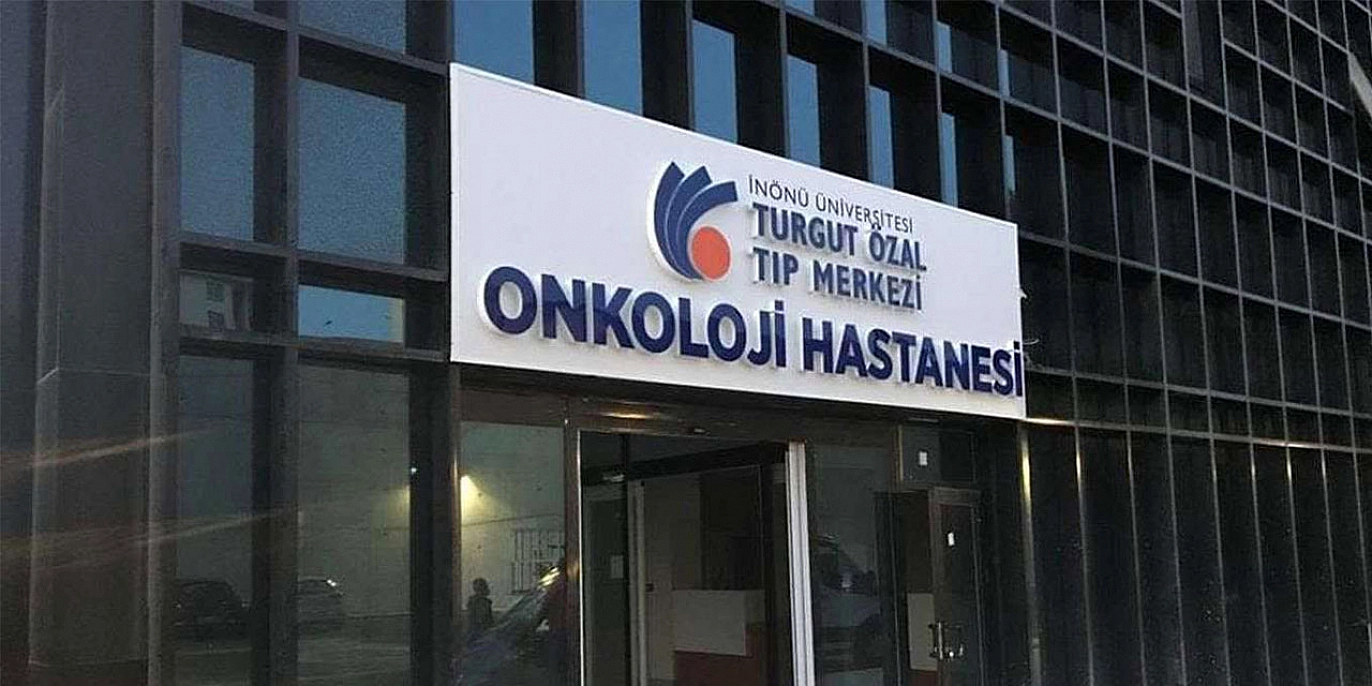 İNÖNÜ ÜNİVERSİTESİ
TURGUT ÖZAL
TIP MERKEZİ
ONKOLOJİ HASTANESİ